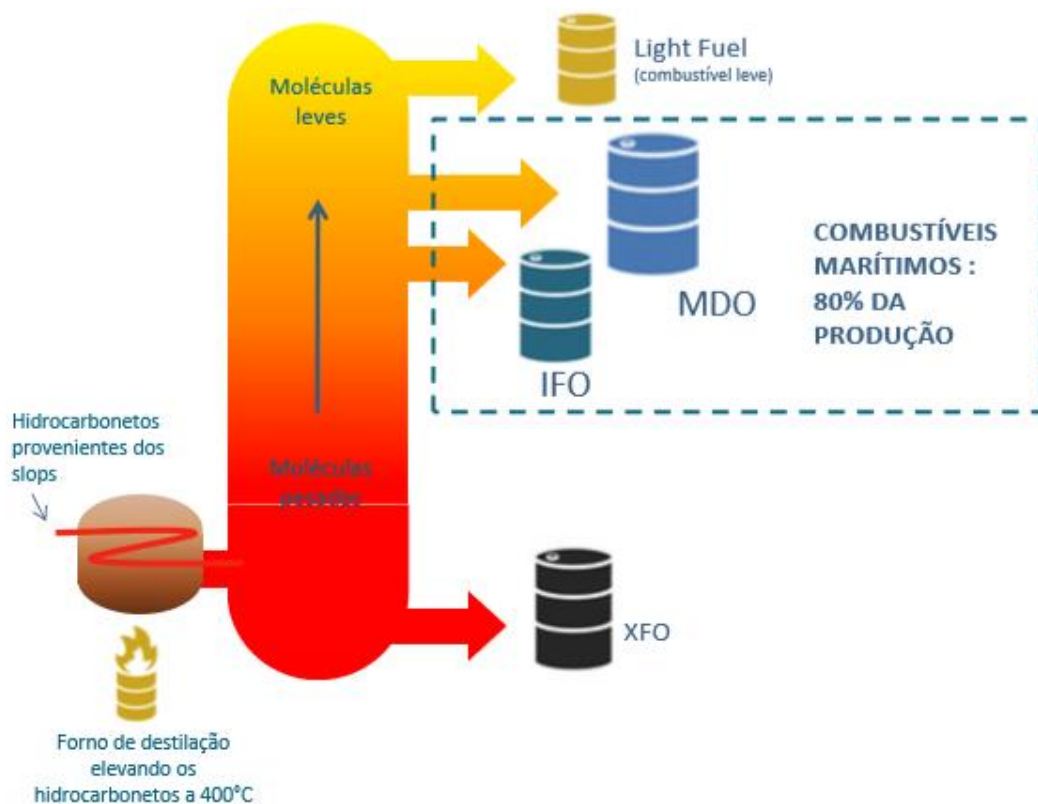 Light Fuel
(combustível leve)
Moléculas
leves
COMBUSTÍVEIS
MARÍTIMOS :
80% DA
PRODUÇÃO
MDO
IFO
Hidrocarbonetos
provenientes dos
slops
Moléculas
pesadas
XFO
Forno de destilação
elevando os
hidrocarbonetos a 400°C